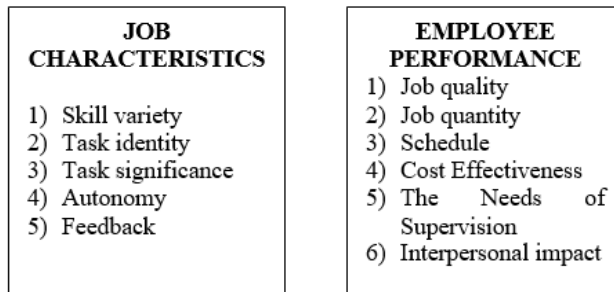 JOB
CHARACTERISTICS
1) Skill variety
2) Task identity
3) Task significance
4) Autonomy
5) Feedback
EMPLOYEE
PERFORMANCE
1) Job quality
2) Job quantity
3) Schedule
4) Cost Effectiveness
5) The Needs of
Supervision
6) Interpersonal impact